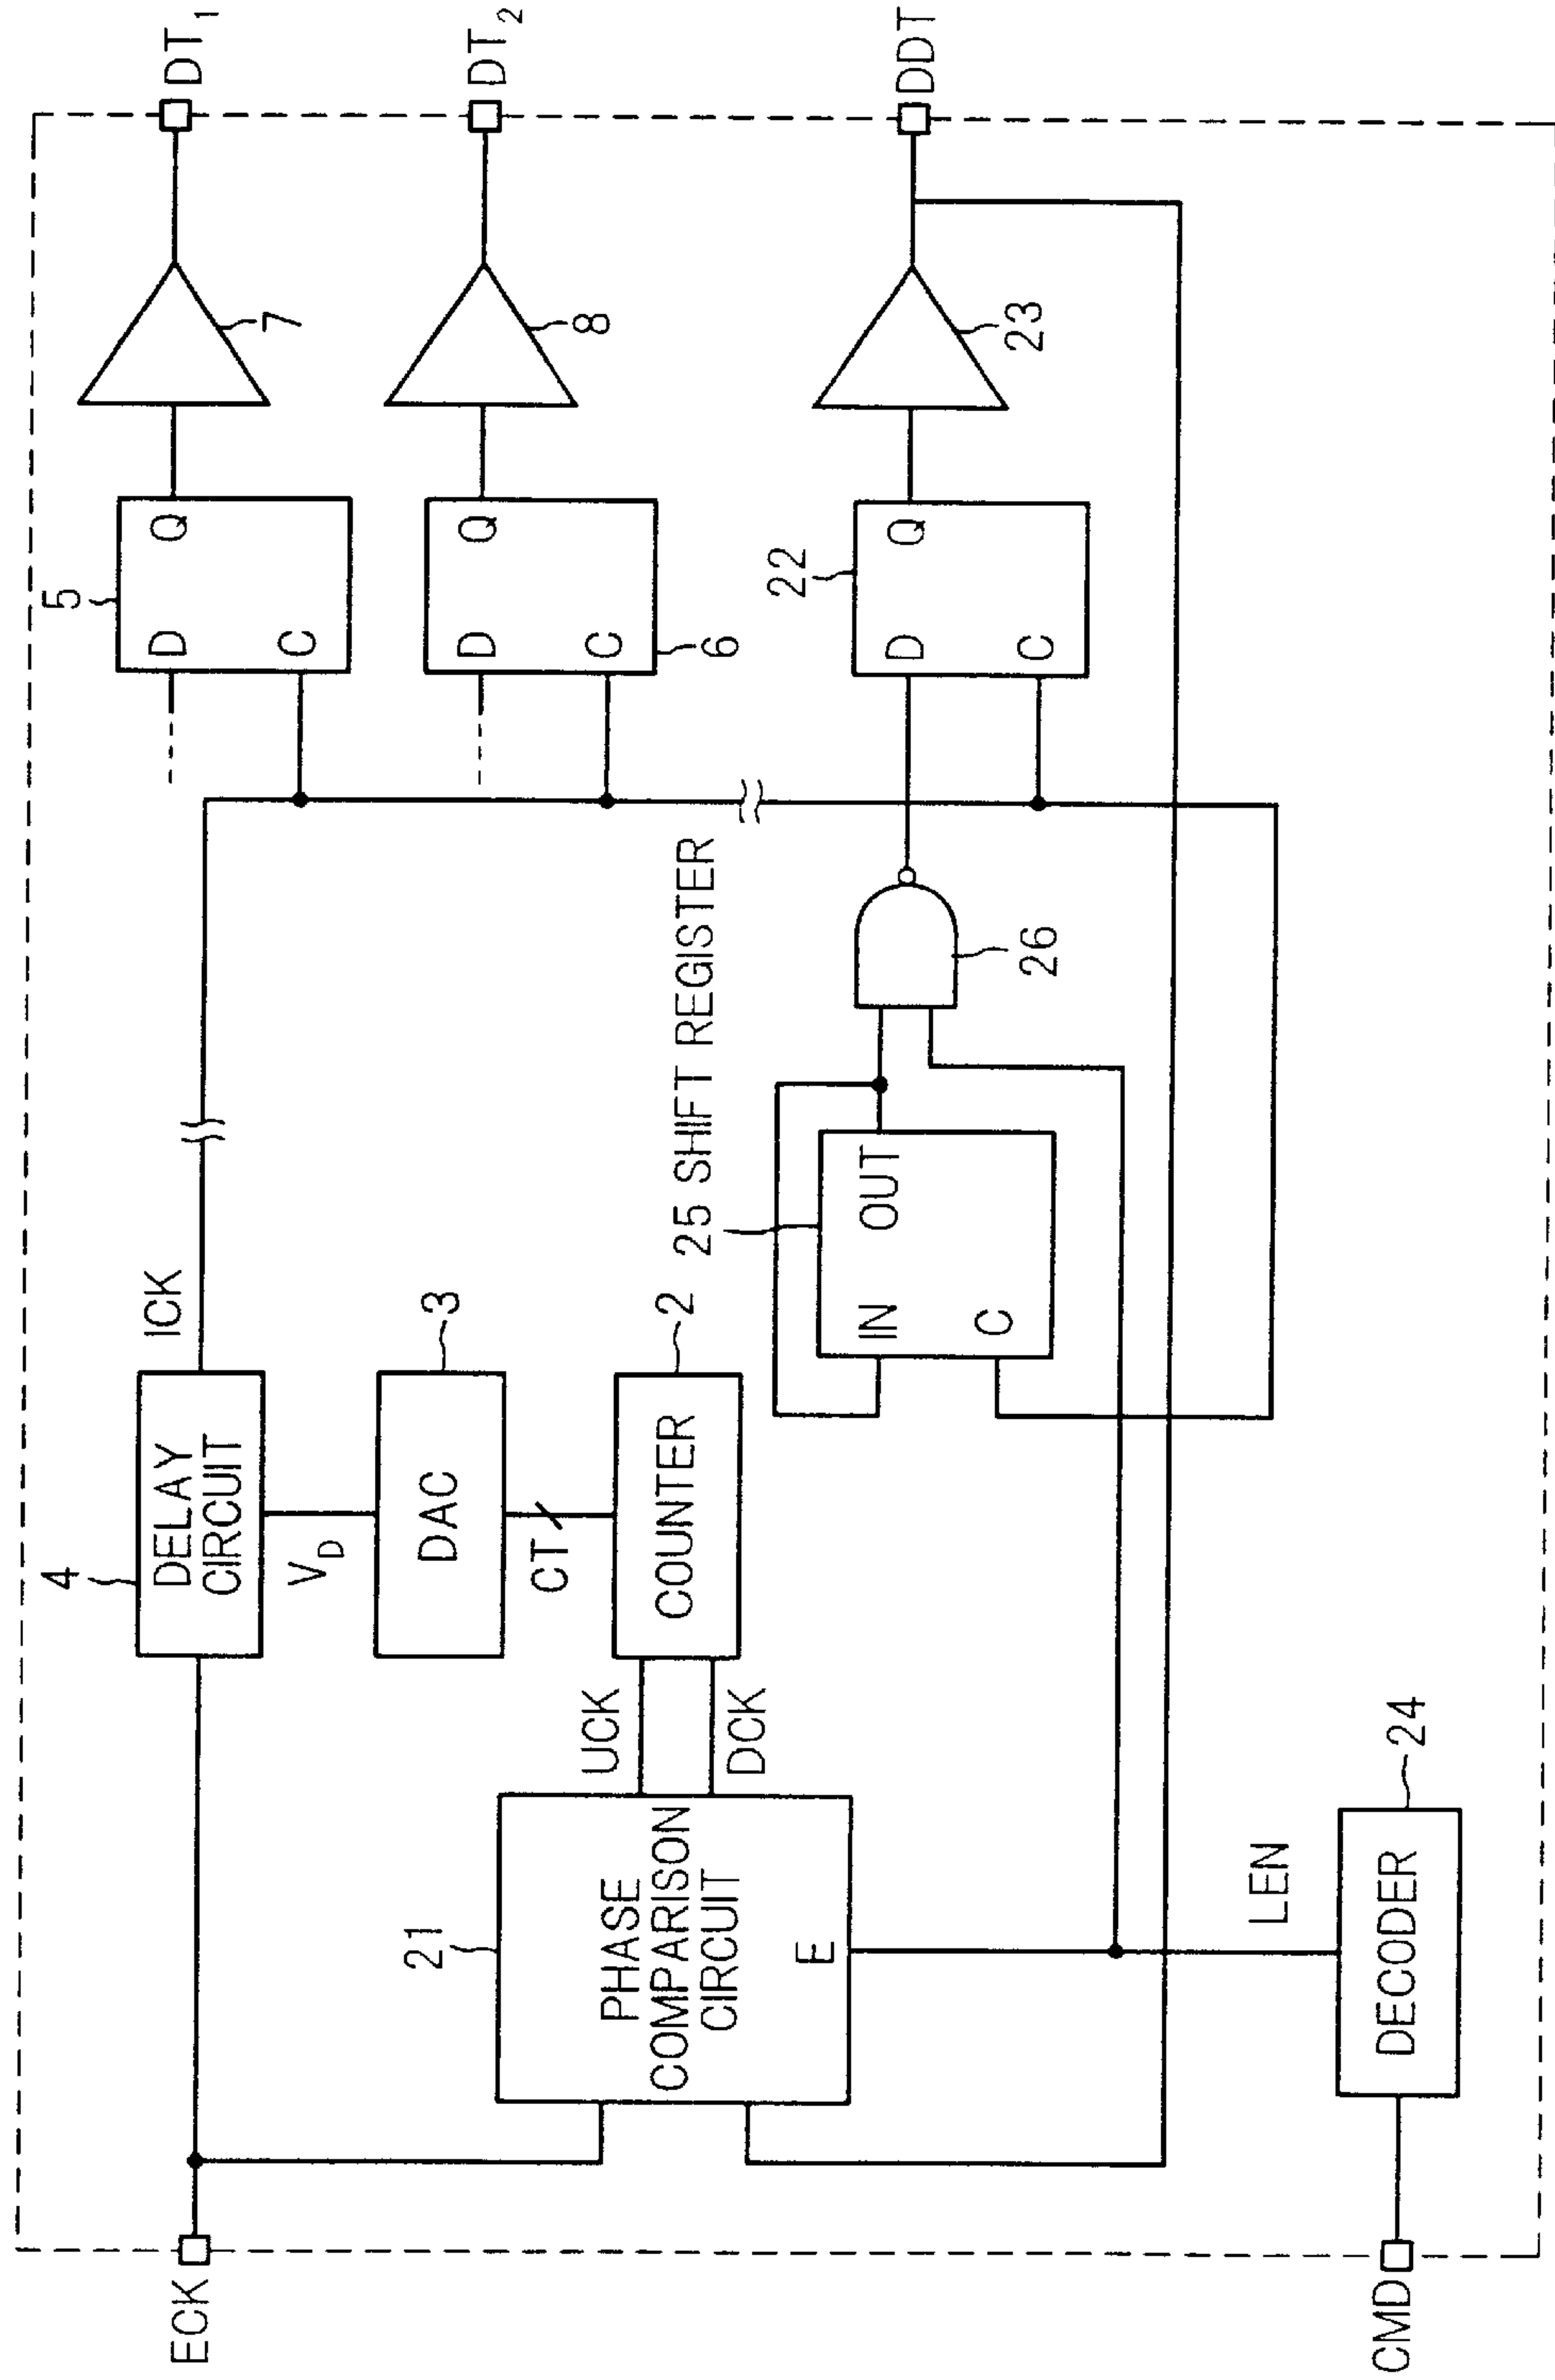 ECK
CMD
4
DELAY
CIRCUIT
ICK
V_D
DAC
3
CT
COUNTER
2
UCK
DCK
21
PHASE
COMPARISON
CIRCUIT
E
LEN
DECODER
24
25 SHIFT REGISTER
IN
OUT
C
26
5
D
Q
C
7
DT₁
D
Q
C
6
8
DT₂
22
D
Q
C
23
DDT